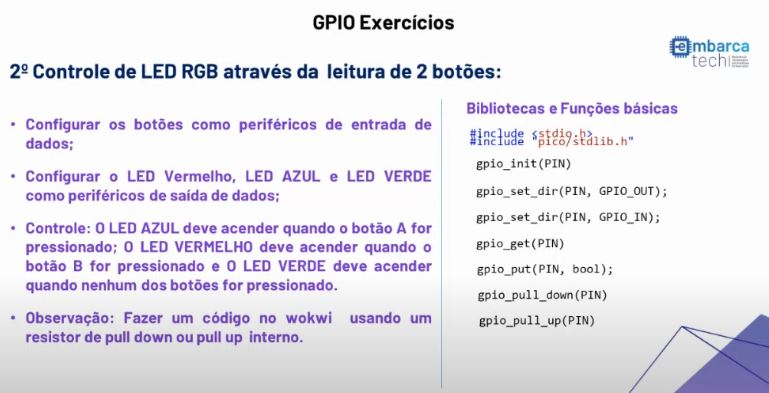 GPIO Exercícios
embarca
tech
2º Controle de LED RGB através da leitura de 2 botões:
• Configurar os botões como periféricos de entrada de
dados;
• Configurar o LED Vermelho, LED AZUL e LED VERDE
como periféricos de saída de dados;
• Controle: O LED AZUL deve acender quando o botão A for
pressionado; O LED VERMELHO deve acender quando o
botão B for pressionado e O LED VERDE deve acender
quando nenhum dos botões for pressionado.
• Observação: Fazer um código no wokwi usando um
resistor de pull down ou pull up interno.
Bibliotecas e Funções básicas
#include <stdio.h>
#include "pico/stdlib.h"
gpio_init(PIN)
gpio_set_dir(PIN, GPIO_OUT);
gpio_set_dir(PIN, GPIO_IN);
gpio_get(PIN)
gpio_put(PIN, bool);
gpio_pull_down(PIN)
gpio_pull_up(PIN)